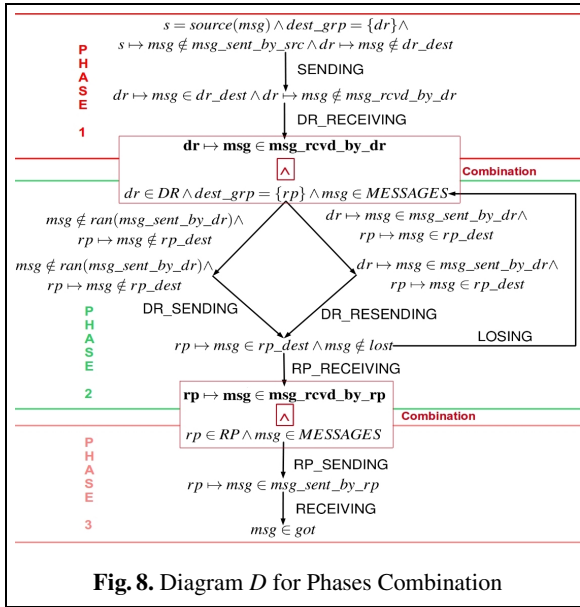 s = source(msg) ∧ dest_grp = {dr}∧
s ↦ msg ∉ msg_sent_by_src ∧ dr ↦ msg ∉ dr_dest
SENDING
dr ↦ msg ∈ dr_dest ∧ dr ↦ msg ∉ msg_rcvd_by_dr
DR_RECEIVING
PHASE 1
dr ↦ msg ∈ msg_rcvd_by_dr
∧
Combination
dr ∈ DR ∧ dest_grp = {rp} ∧ msg ∈ MESSAGES
msg ∉ ran(msg_sent_by_dr)∧
rp ↦ msg ∉ rp_dest
dr ↦ msg ∈ msg_sent_by_dr∧
rp ↦ msg ∈ rp_dest
msg ∉ ran(msg_sent_by_dr)∧
rp ↦ msg ∉ rp_dest
dr ↦ msg ∈ msg_sent_by_dr∧
rp ↦ msg ∈ rp_dest
DR_SENDING
DR_RESENDING
LOSING
rp ↦ msg ∈ rp_dest ∧ msg ∉ lost
RP_RECEIVING
PHASE 2
rp ↦ msg ∈ msg_rcvd_by_rp
∧
Combination
rp ∈ RP ∧ msg ∈ MESSAGES
RP_SENDING
rp ↦ msg ∈ msg_sent_by_rp
RECEIVING
msg ∈ got
PHASE 3
Fig. 8. Diagram D for Phases Combination